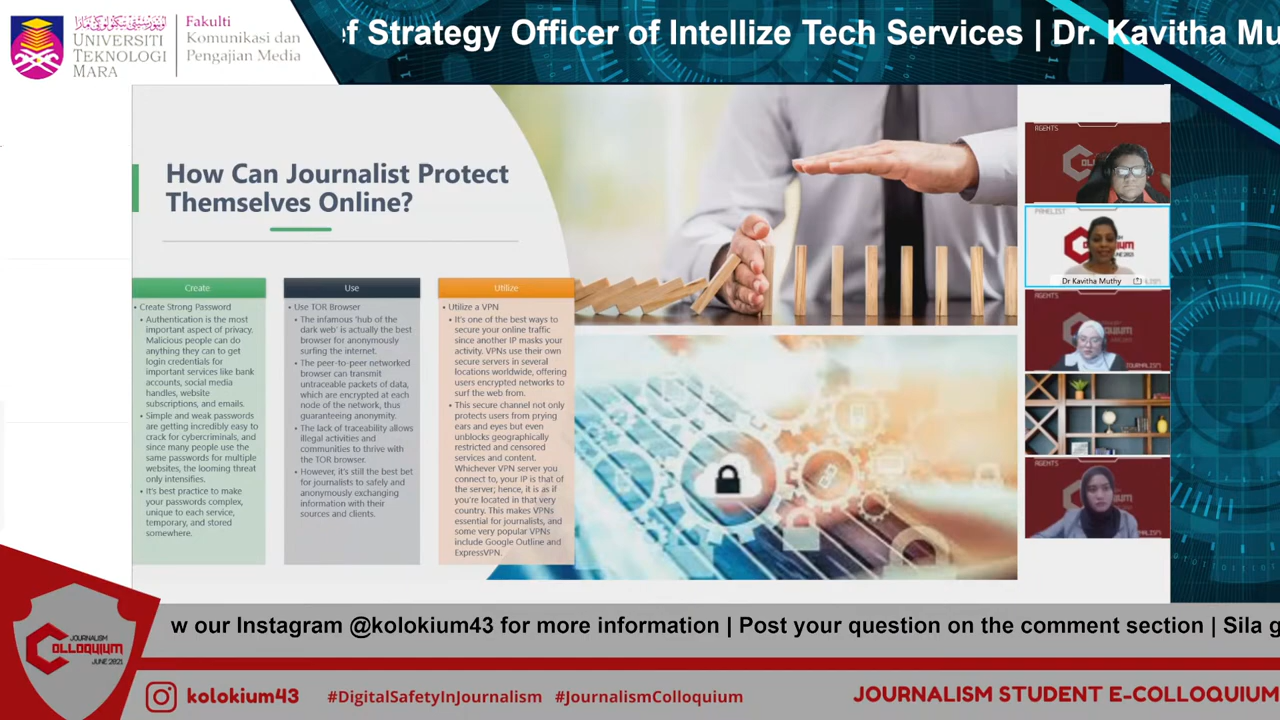 UNIVERSITI
TEKNOLOGI
MARA
Fakulti
Komunikasi dan
Pengajian Media
ef Strategy Officer of Intellize Tech Services | Dr. Kavitha Mu
How Can Journalist Protect
Themselves Online?
Create
• Create Strong Password
• Authentication is the most
important aspect of privacy.
Malicious people can do
anything they can to get
login credentials for
important services like bank
accounts, social media
handles, website
subscriptions, and emails.
• Simple and weak passwords
are getting incredibly easy to
crack for cybercriminals, and
since many people use the
same passwords for multiple
websites, the looming threat
only intensifies.
• It's best practice to make
your passwords complex,
unique to each service,
temporary, and stored
somewhere.
Use
• Use TOR Browser
• The infamous 'hub of the
dark web' is actually the best
browser for anonymously
surfing the internet.
• The peer-to-peer networked
browser can transmit
untraceable packets of data,
which are encrypted at each
node of the network, thus
guaranteeing anonymity.
• The lack of traceability allows
illegal activities and
communities to thrive with
the TOR browser.
• However, it's still the best bet
for journalists to safely and
anonymously exchanging
information with their
sources and clients.
Utilize
• Utilize a VPN
• It's one of the best ways to
secure your online traffic
since another IP masks your
activity. VPNs use their own
secure servers in several
locations worldwide, offering
users encrypted networks to
surf the web from.
• This secure channel not only
protects users from prying
ears and eyes but even
unblocks geographically
restricted and censored
services and content.
Whichever VPN server you
connect to, your IP is that of
the server; hence, it is as if
you're located in that very
country. This makes VPNs
essential for journalists, and
some very popular VPNs
include Google Outline and
ExpressVPN.
AGENTS
PANELIST
Dr Kavitha Muthy
AGENTS
AGENTS
w our Instagram @kolokium43 for more information | Post your question on the comment section | Sila g
JOURNALISM
COLLOQUIUM
JUNE 2021
kolokium43
#DigitalSafetyInJournalism #JournalismColloquium
JOURNALISM STUDENT E-COLLOQUIUM